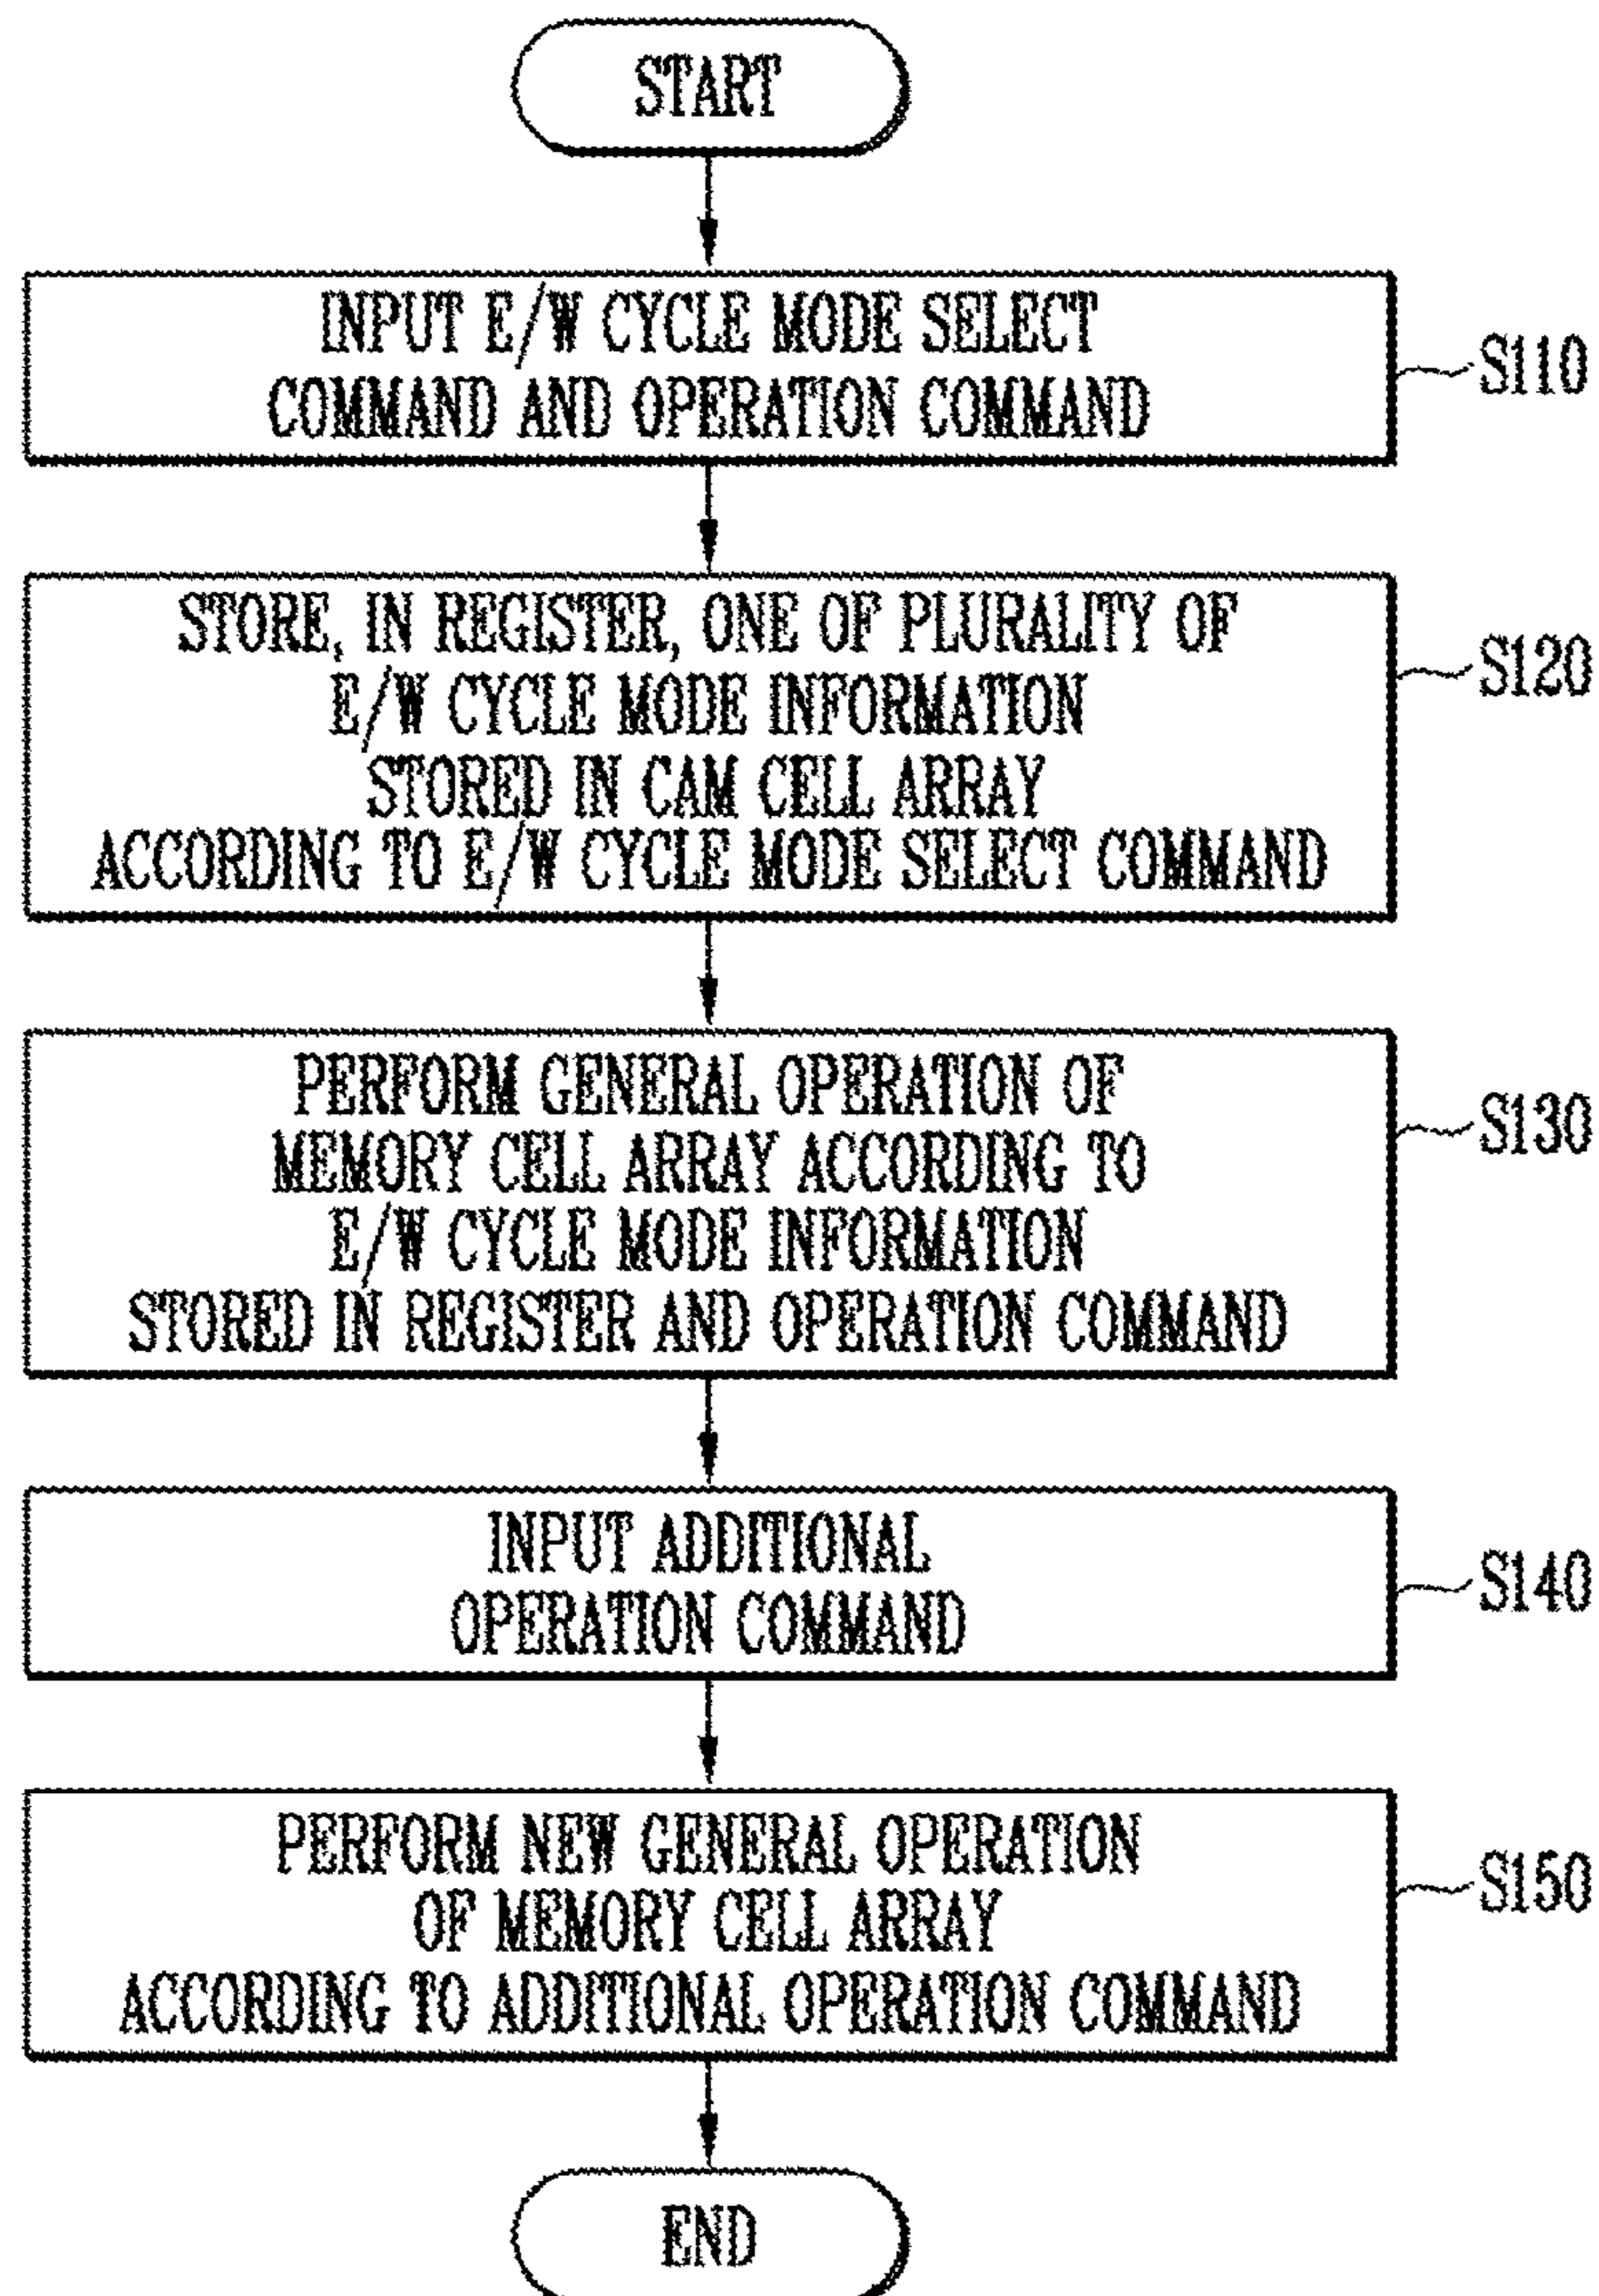 START
INPUT E/W CYCLE MODE SELECT
COMMAND AND OPERATION COMMAND
S110
STORE, IN REGISTER, ONE OF PLURALITY OF
E/W CYCLE MODE INFORMATION
STORED IN CAM CELL ARRAY
ACCORDING TO E/W CYCLE MODE SELECT COMMAND
S120
PERFORM GENERAL OPERATION OF
MEMORY CELL ARRAY ACCORDING TO
E/W CYCLE MODE INFORMATION
STORED IN REGISTER AND OPERATION COMMAND
S130
INPUT ADDITIONAL
OPERATION COMMAND
S140
PERFORM NEW GENERAL OPERATION
OF MEMORY CELL ARRAY
ACCORDING TO ADDITIONAL OPERATION COMMAND
S150
END